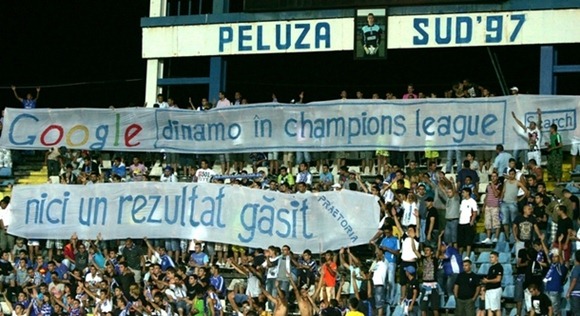 PELUZA SUD'97
Google dinamo în champions league Search
nici un rezultat găsit
PRAETORIA